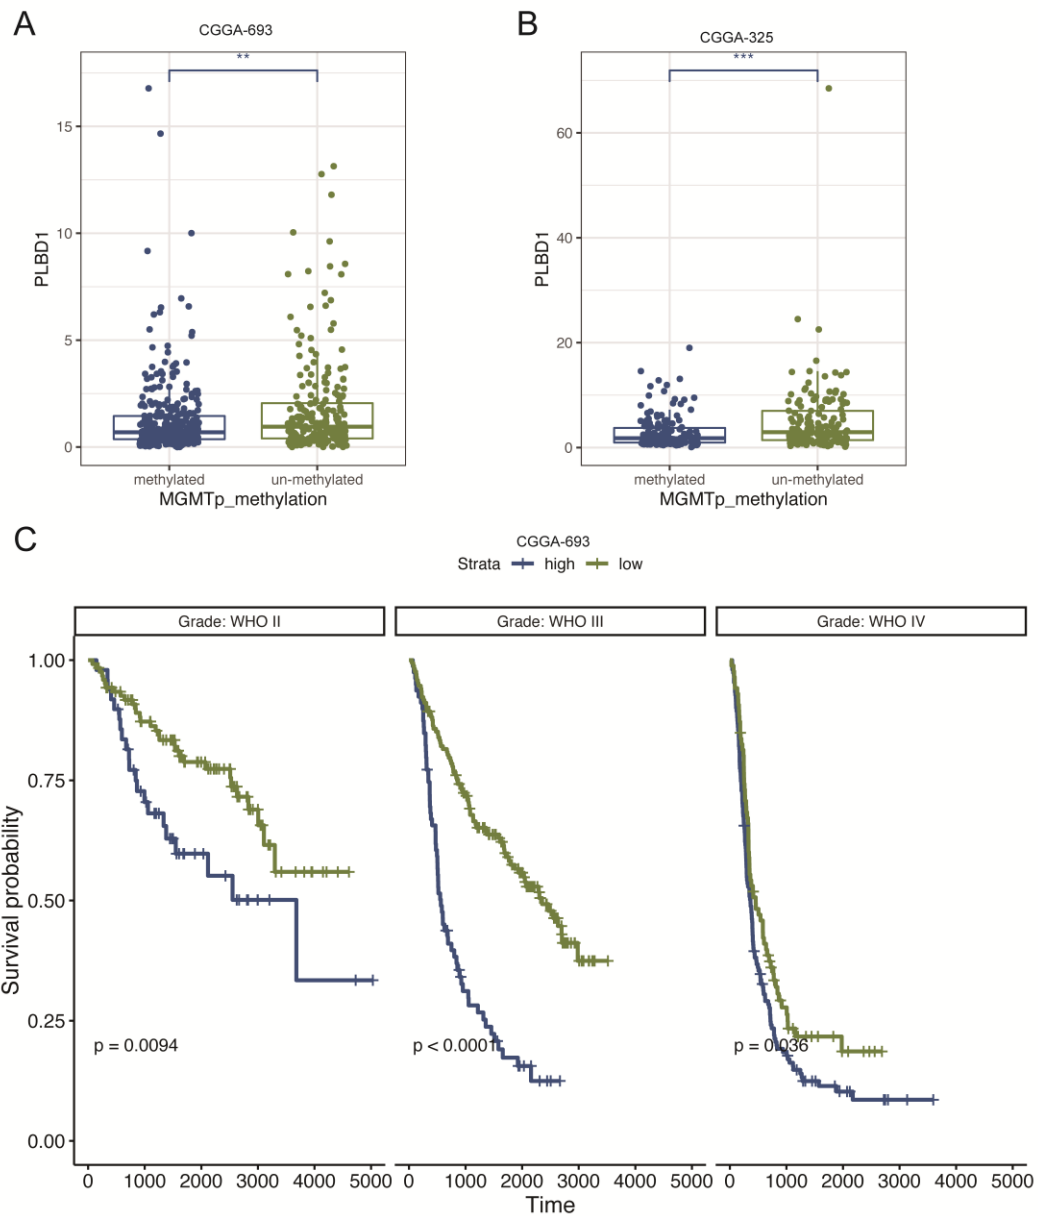 A
CGGA-693
**
PLBD1
15
10
5
0
methylated un-methylated
MGMTp_methylation
B
CGGA-325
***
PLBD1
60
40
20
0
methylated un-methylated
MGMTp_methylation
C
CGGA-693
Strata high low
Grade: WHO II Grade: WHO III Grade: WHO IV
Survival probability
1.00
0.75
0.50
0.25
0.00
p = 0.0094 p < 0.0001 p = 0.036
0 1000 2000 3000 4000 5000 0 1000 2000 3000 4000 5000 0 1000 2000 3000 4000 5000
Time